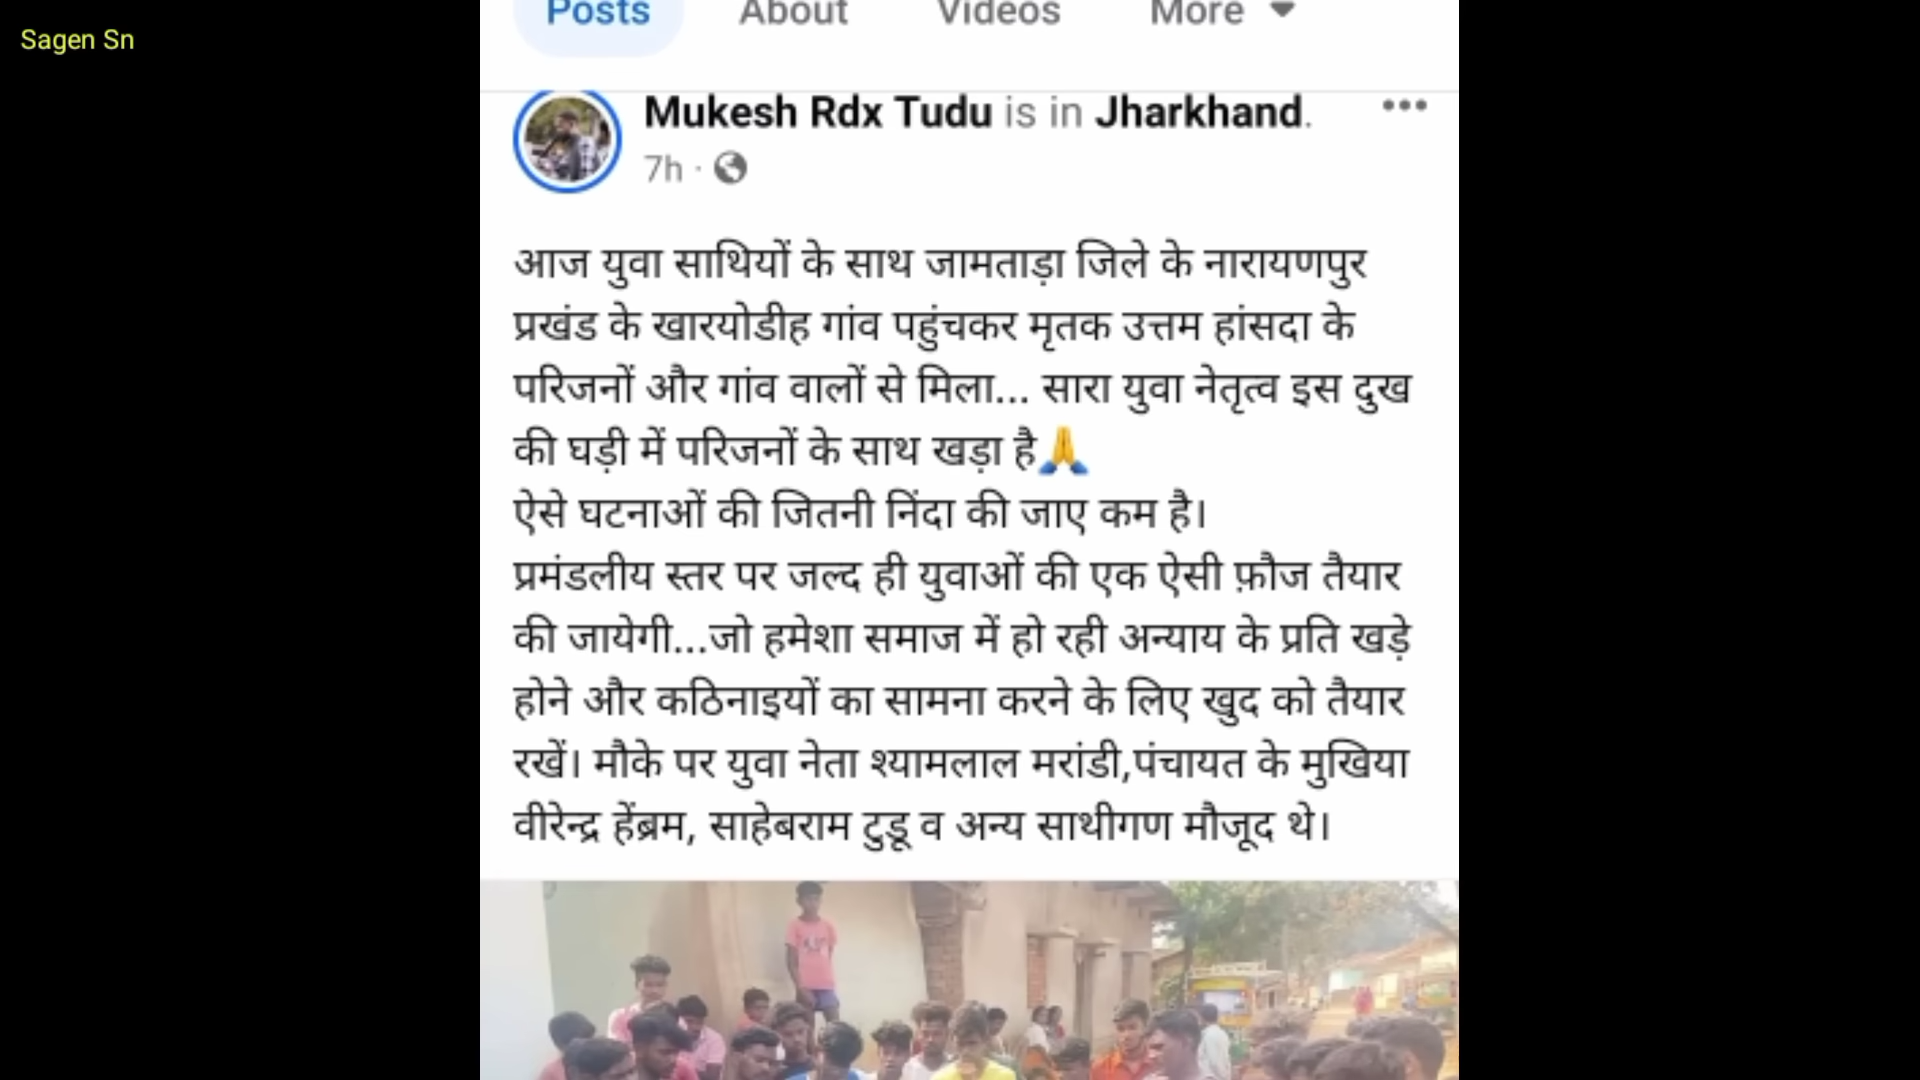 Sagen Sn
Posts About Videos More
Mukesh Rdx Tudu is in Jharkhand.
7h ·
आज युवा साथियों के साथ जामताड़ा जिले के नारायणपुर
प्रखंड के खारयोडीह गांव पहुंचकर मृतक उत्तम हांसदा के
परिजनों और गांव वालों से मिला... सारा युवा नेतृत्व इस दुख
की घड़ी में परिजनों के साथ खड़ा है🙏
ऐसे घटनाओं की जितनी निंदा की जाए कम है।
प्रमंडलीय स्तर पर जल्द ही युवाओं की एक ऐसी फ़ौज तैयार
की जायेगी...जो हमेशा समाज में हो रही अन्याय के प्रति खड़े
होने और कठिनाइयों का सामना करने के लिए खुद को तैयार
रखें। मौके पर युवा नेता श्यामलाल मरांडी,पंचायत के मुखिया
वीरेन्द्र हेंब्रम, साहेबराम टुडू व अन्य साथीगण मौजूद थे।